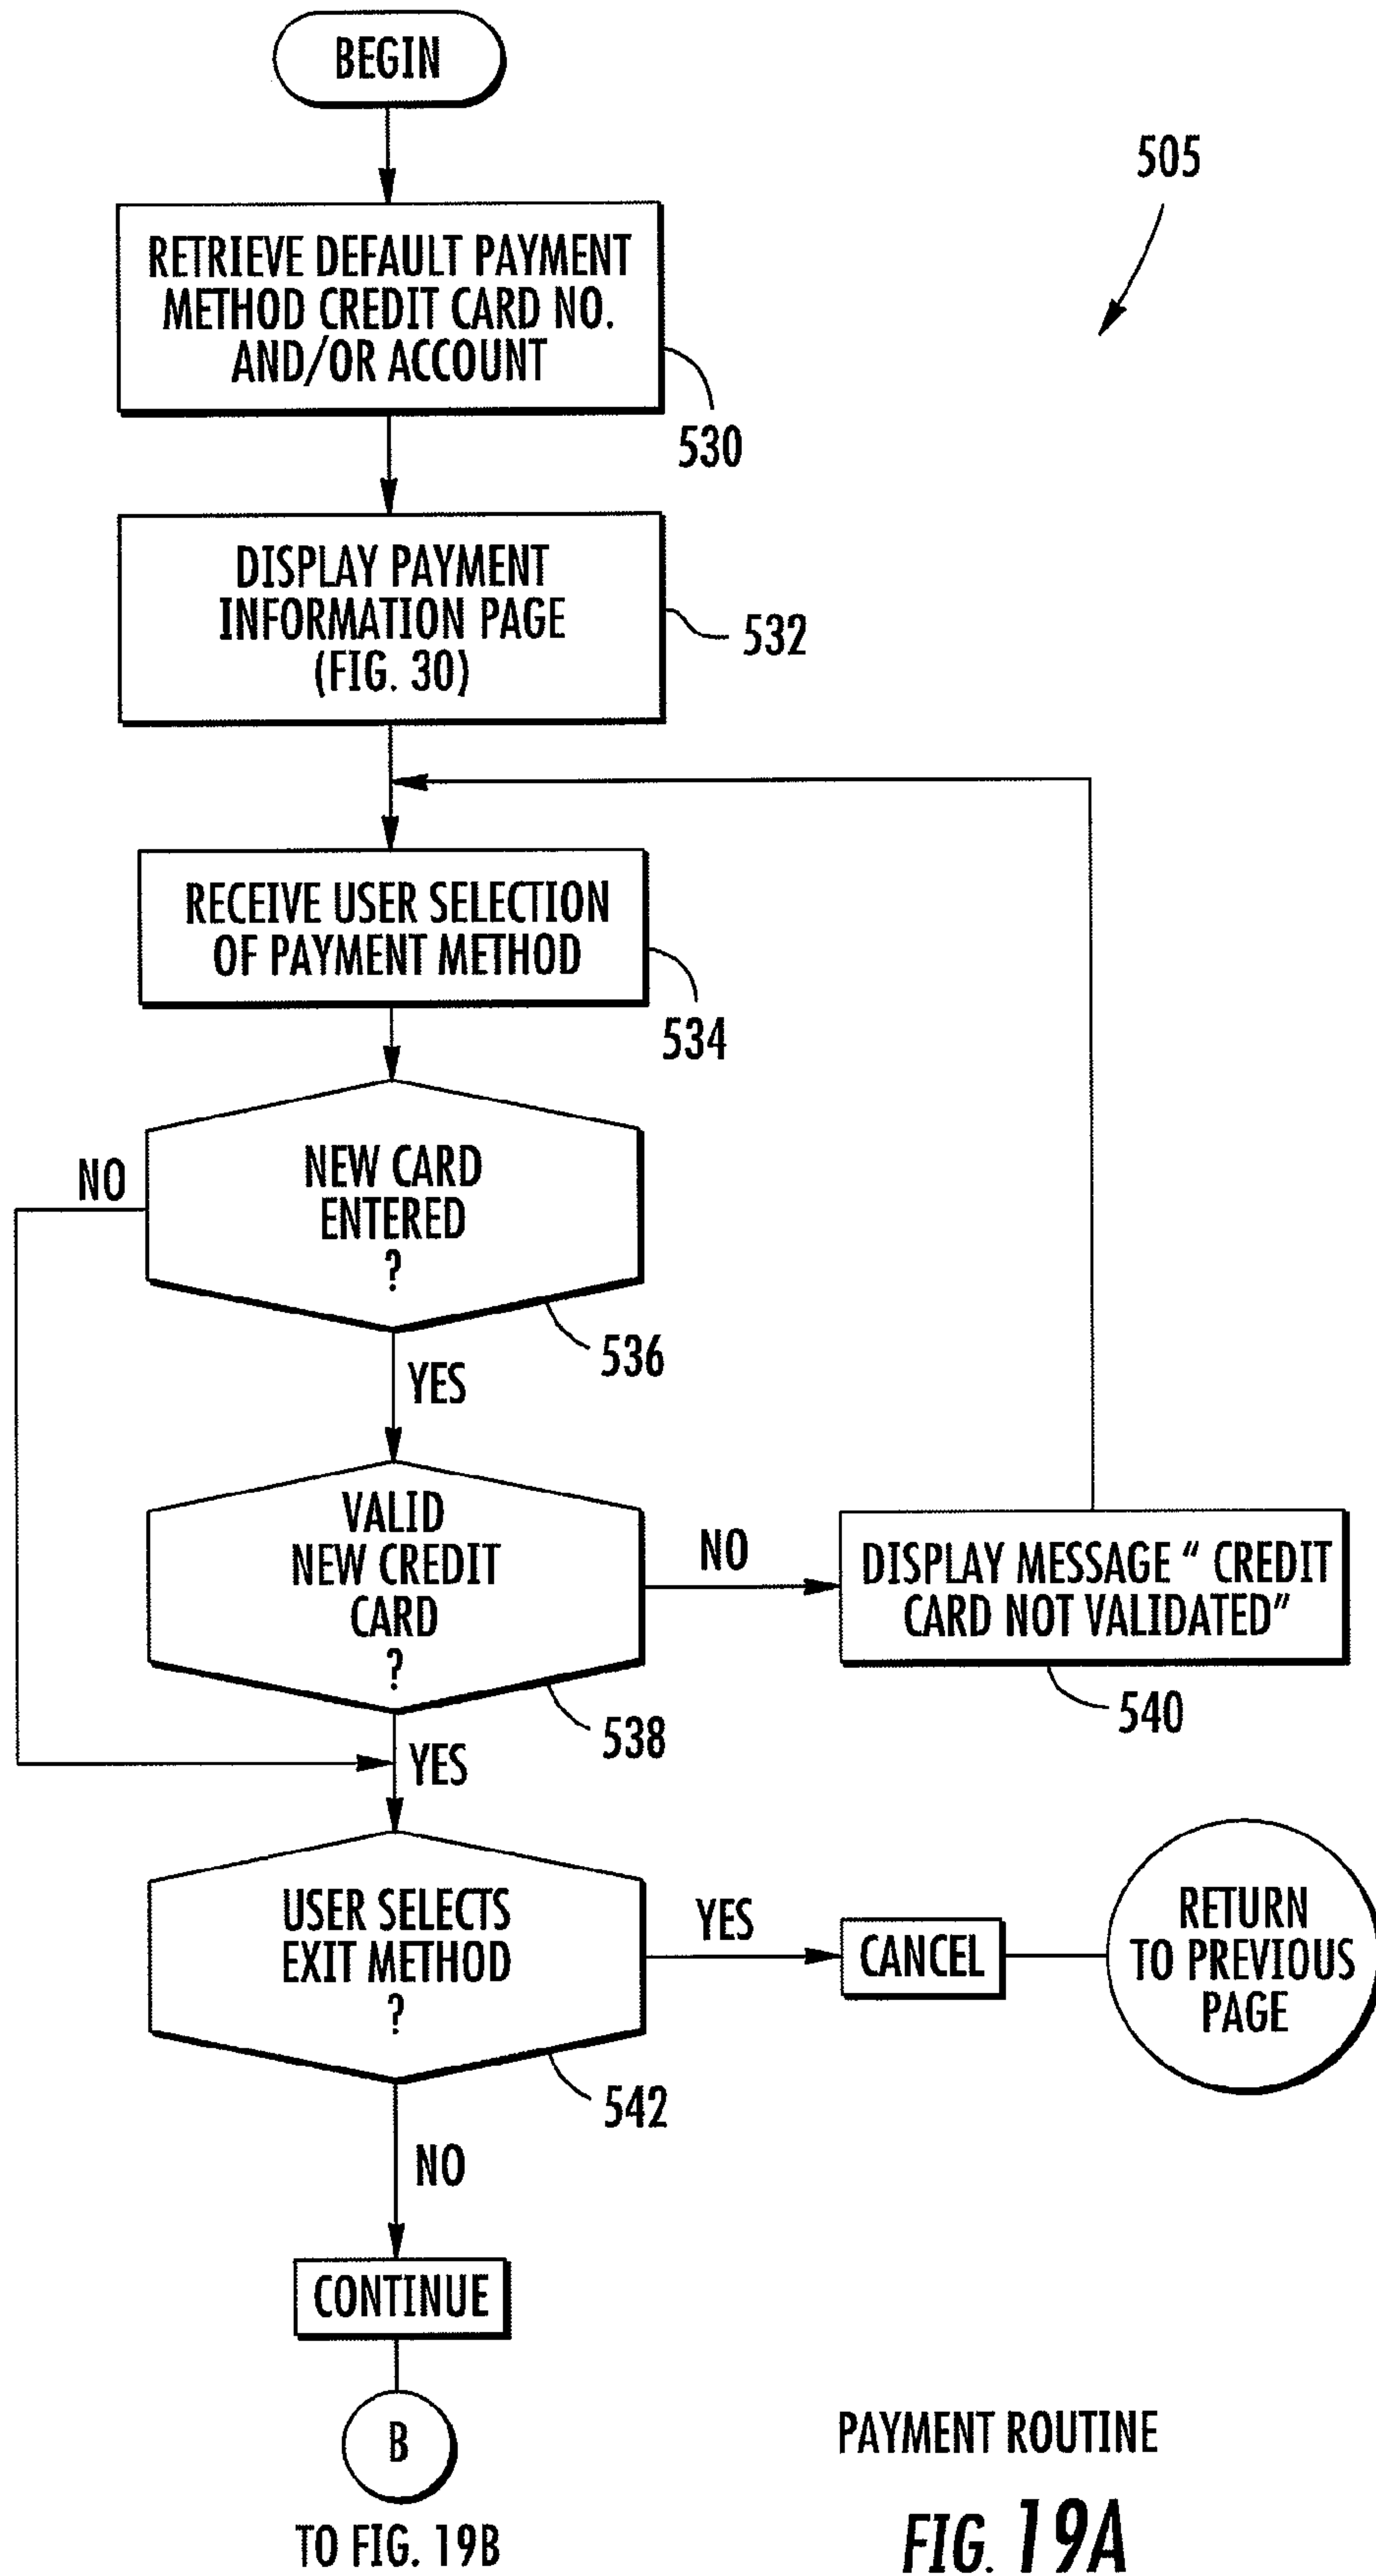 BEGIN
505
RETRIEVE DEFAULT PAYMENT
METHOD CREDIT CARD NO.
AND/OR ACCOUNT
530
DISPLAY PAYMENT
INFORMATION PAGE
(FIG. 30)
532
RECEIVE USER SELECTION
OF PAYMENT METHOD
534
NEW CARD
ENTERED
?
NO
536
YES
VALID
NEW CREDIT
CARD
?
NO
DISPLAY MESSAGE “ CREDIT
CARD NOT VALIDATED”
540
538
YES
USER SELECTS
EXIT METHOD
?
YES
CANCEL
RETURN
TO PREVIOUS
PAGE
542
NO
CONTINUE
B
TO FIG. 19B
PAYMENT ROUTINE
FIG. 19A